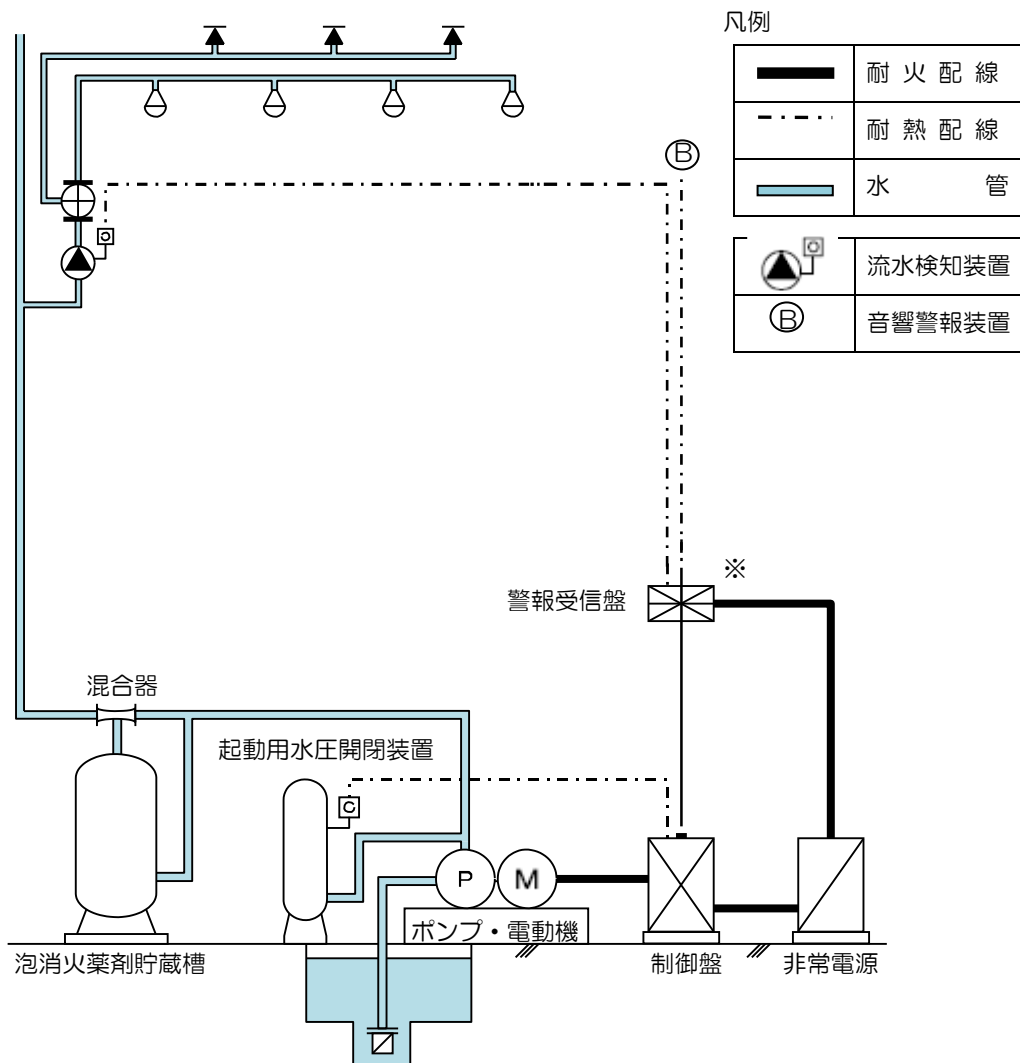 凡例
耐火配線
耐熱配線
水管
流水検知装置
Ⓑ 音響警報装置
Ⓑ
※
警報受信盤
混合器
起動用水圧開閉装置
C
P M
ポンプ・電動機
泡消火薬剤貯蔵槽
制御盤
非常電源